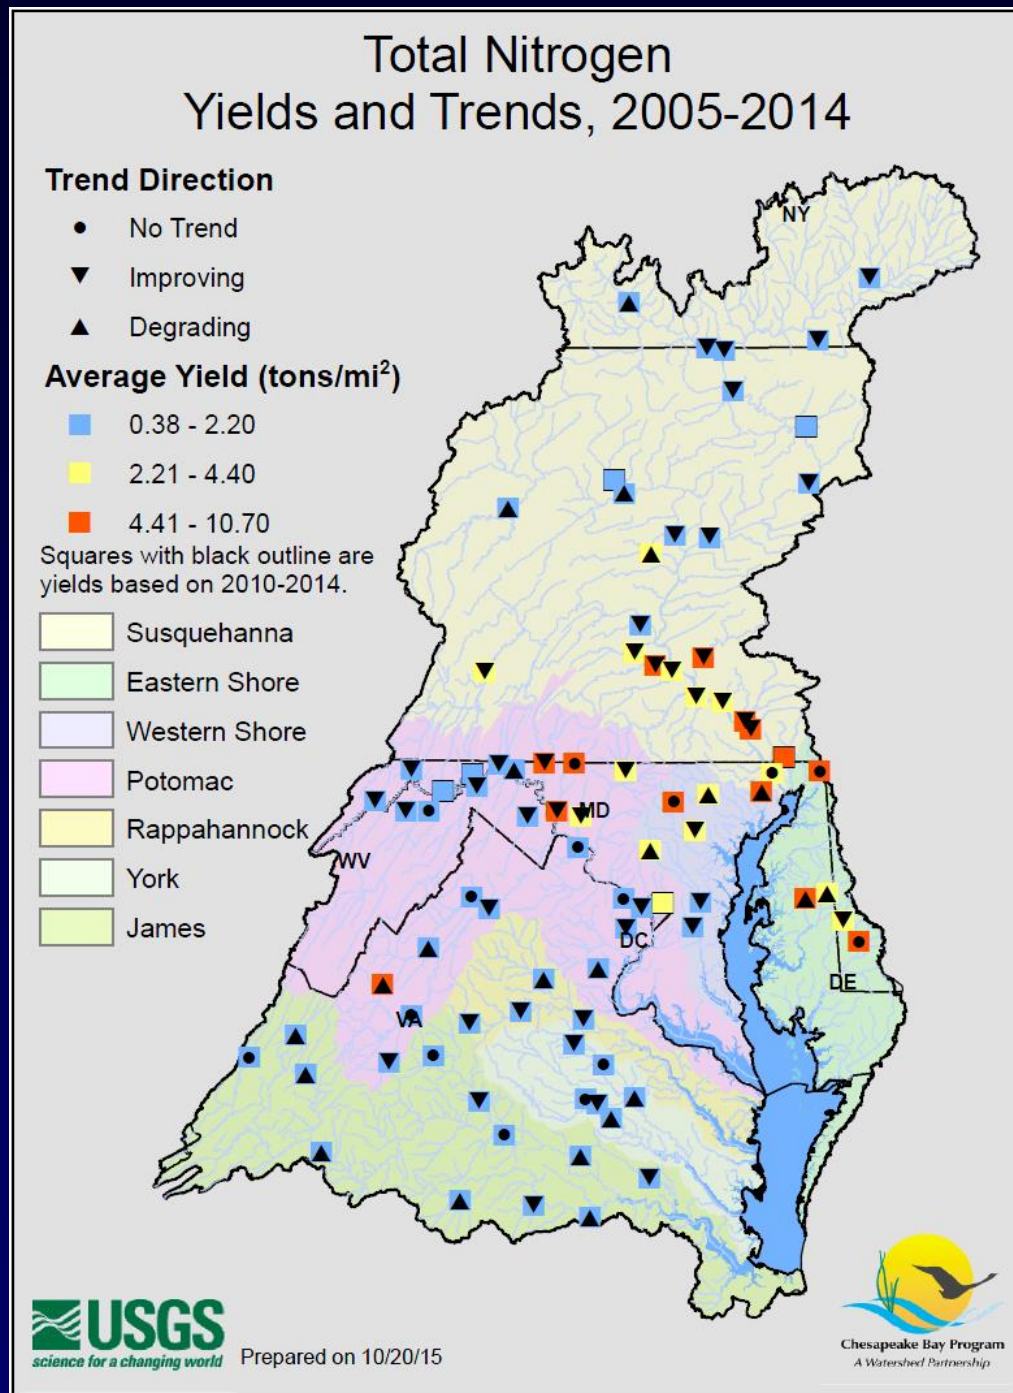 Total Nitrogen
Yields and Trends, 2005-2014
Trend Direction
No Trend
Improving
Degrading
Average Yield (tons/mi²)
0.38 - 2.20
2.21 - 4.40
4.41 - 10.70
Squares with black outline are
yields based on 2010-2014.
Susquehanna
Eastern Shore
Western Shore
Potomac
Rappahannock
York
James
NY
MD
WV
DC
DE
VA
USGS
science for a changing world
Prepared on 10/20/15
Chesapeake Bay Program
A Watershed Partnership